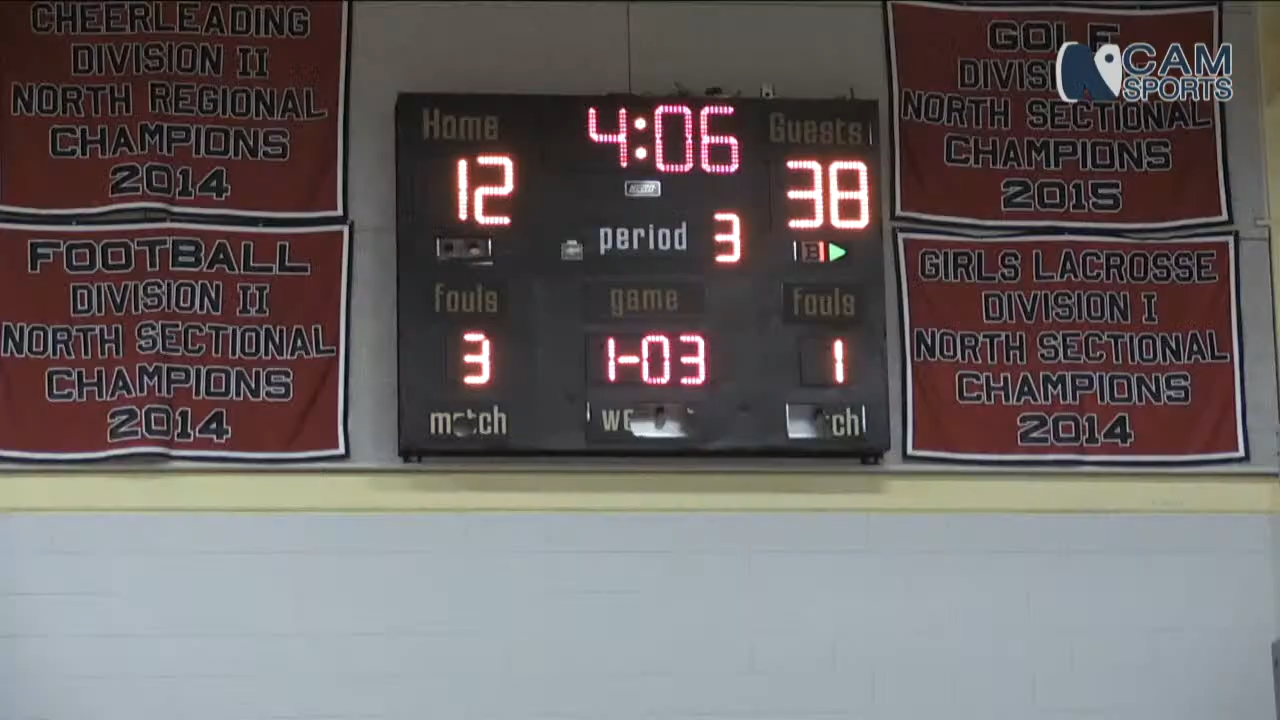 CHEERLEADING
DIVISION II
NORTH REGIONAL
CHAMPIONS
2014
FOOTBALL
DIVISION II
NORTH SECTIONAL
CHAMPIONS
2014
Home
4:06
Guests
12
38
period
3
B
fouls
game
fouls
3
1-03
1
match
GOLF
NORTH SECTIONAL
CHAMPIONS
2015
GIRLS LACROSSE
DIVISION I
NORTH SECTIONAL
CHAMPIONS
2014
CAM
SPORTS